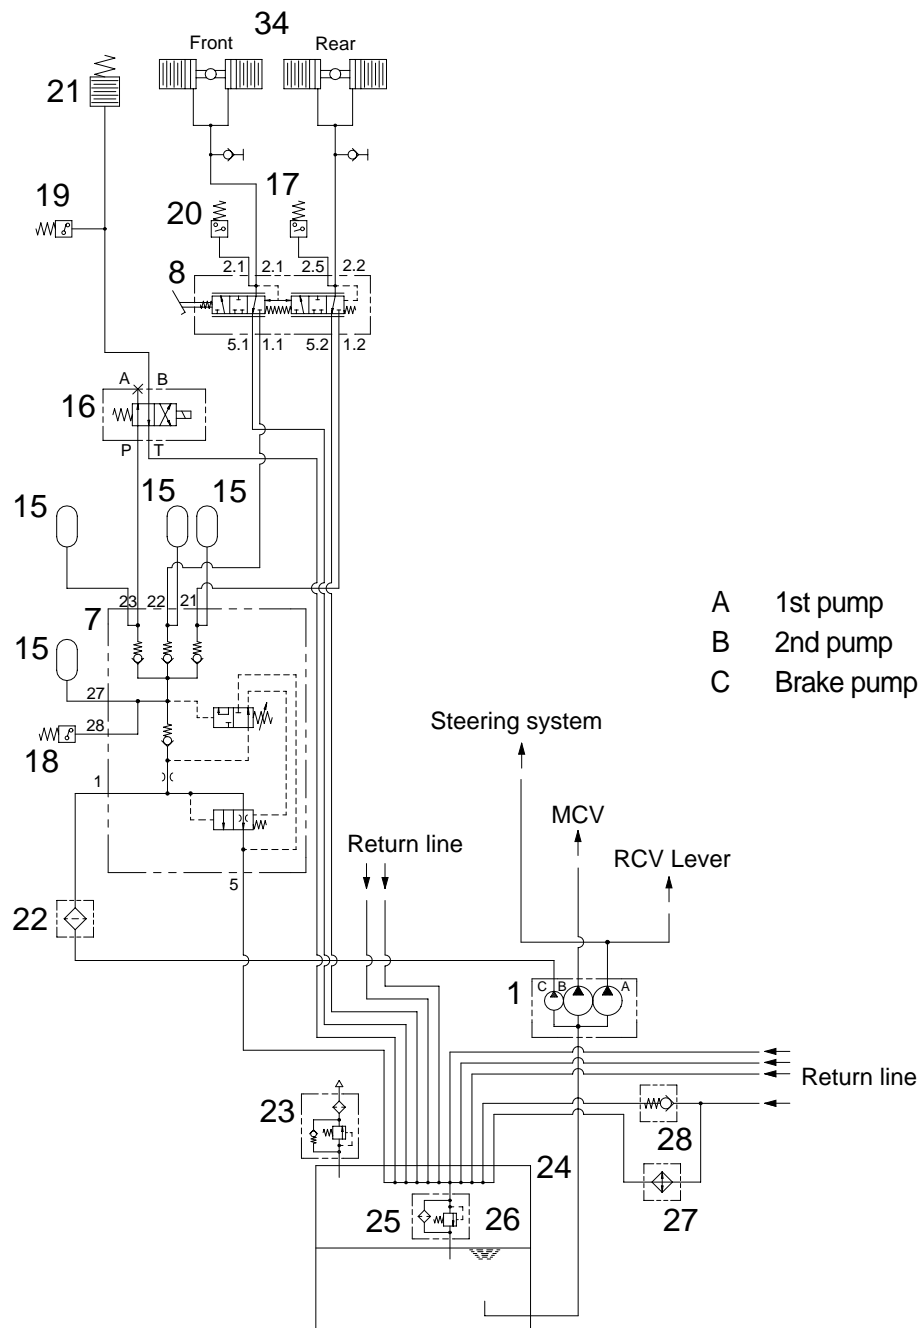 34
Front
Rear
21
19
20
17
8
2.1
2.1
2.5
2.2
5.1
1.1
5.2
1.2
A
B
16
P
T
15
15
15
23
22
21
7
15
27
28
18
1
5
22
A 1st pump
B 2nd pump
C Brake pump
Steering system
MCV
RCV Lever
Return line
1
C
B
A
Return line
23
28
24
27
25
26